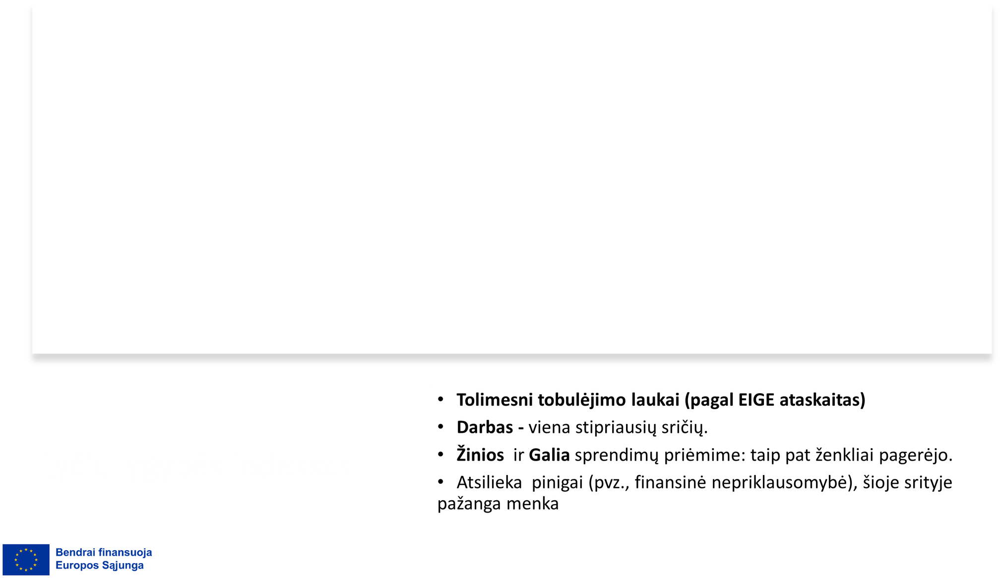 • Tolimesni tobulėjimo laukai (pagal EIGE ataskaitas)
• Darbas - viena stipriausių sričių.
• Žinios  ir Galia sprendimų priėmime: taip pat ženkliai pagerėjo.
• Atsilieka  pinigai (pvz., finansinė nepriklausomybė), šioje srityje
pažanga menka
Bendrai finansuoja
Europos Sąjunga